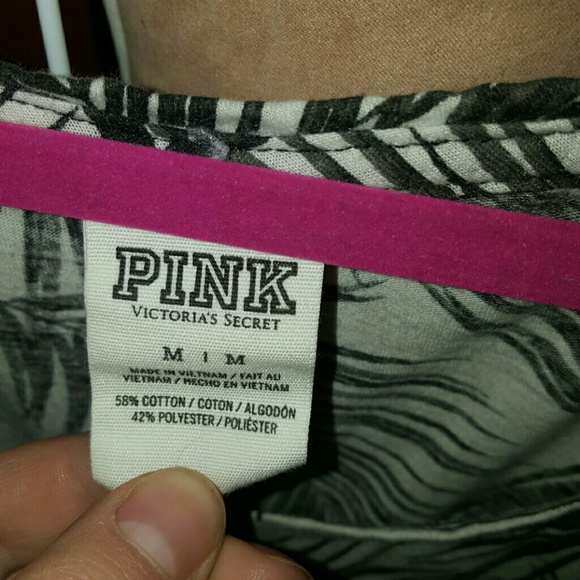 PINK
VICTORIA'S SECRET
M | M
MADE IN VIETNAM / FAIT AU
VIETNAM / HECHO EN VIETNAM
58% COTTON / COTON / ALGODÓN
42% POLYESTER / POLIÉSTER